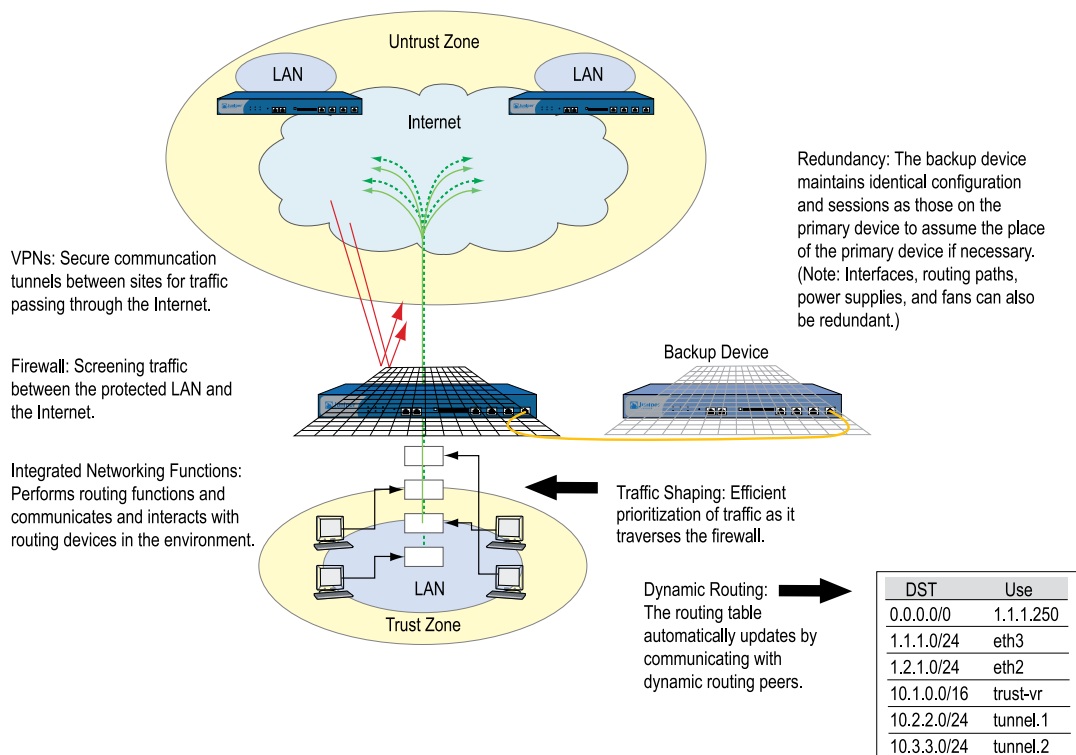 Untrust Zone
LAN
LAN
Internet
VPNs: Secure communcation
tunnels between sites for traffic
passing through the Internet.
Redundancy: The backup device
maintains identical configuration
and sessions as those on the
primary device to assume the place
of the primary device if necessary.
(Note: Interfaces, routing paths,
power supplies, and fans can also
be redundant.)
Firewall: Screening traffic
between the protected LAN and
the Internet.
Backup Device
Integrated Networking Functions:
Performs routing functions and
communicates and interacts with
routing devices in the environment.
Traffic Shaping: Efficient
prioritization of traffic as it
traverses the firewall.
LAN
Trust Zone
Dynamic Routing:
The routing table
automatically updates by
communicating with
dynamic routing peers.
DST Use
0.0.0.0/0 1.1.1.250
1.1.1.0/24 eth3
1.2.1.0/24 eth2
10.1.0.0/16 trust-vr
10.2.2.0/24 tunnel.1
10.3.3.0/24 tunnel.2